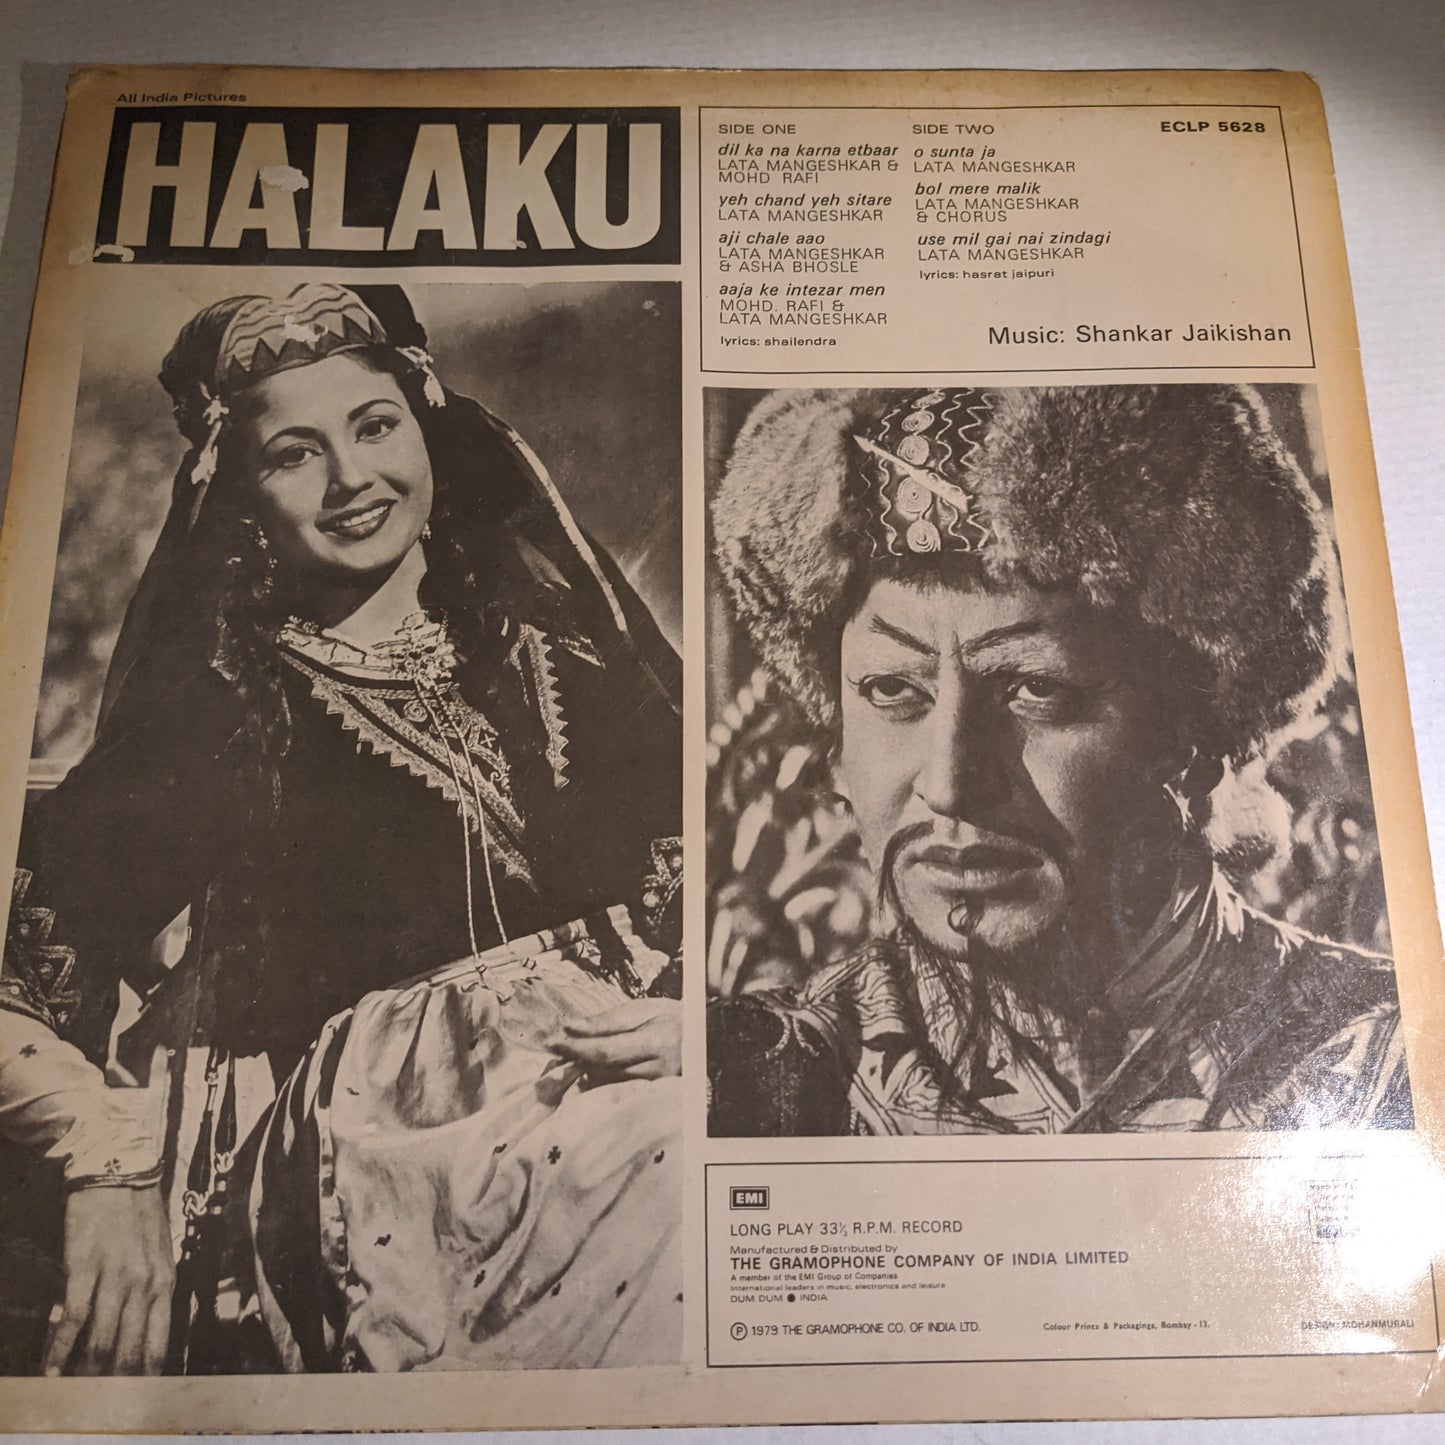 All India Pictures
HALAKU
SIDE ONE
dil ka na karna etbaar
LATA MANGESHKAR &
MOHD RAFI
yeh chand yeh sitare
LATA MANGESHKAR
aji chale aao
LATA MANGESHKAR
& ASHA BHOSLE
aaja ke intezar men
MOHD. RAFI &
LATA MANGESHKAR
lyrics: shailendra
SIDE TWO
o sunta ja
LATA MANGESHKAR
bol mere malik
LATA MANGESHKAR
& CHORUS
use mil gai nai zindagi
LATA MANGESHKAR
lyrics: hasrat jaipuri
ECLP 5628
Music: Shankar Jaikishan
EMI
LONG PLAY 33⅓ R.P.M. RECORD
Manufactured & Distributed by
THE GRAMOPHONE COMPANY OF INDIA LIMITED
A member of the EMI Group of Companies
International leaders in music, electronics and leisure
DUM DUM ● INDIA
Ⓟ 1979 THE GRAMOPHONE CO. OF INDIA LTD.
Colour Prints & Packagings, Bombay-13.
DESIGN: MOHANMURALI